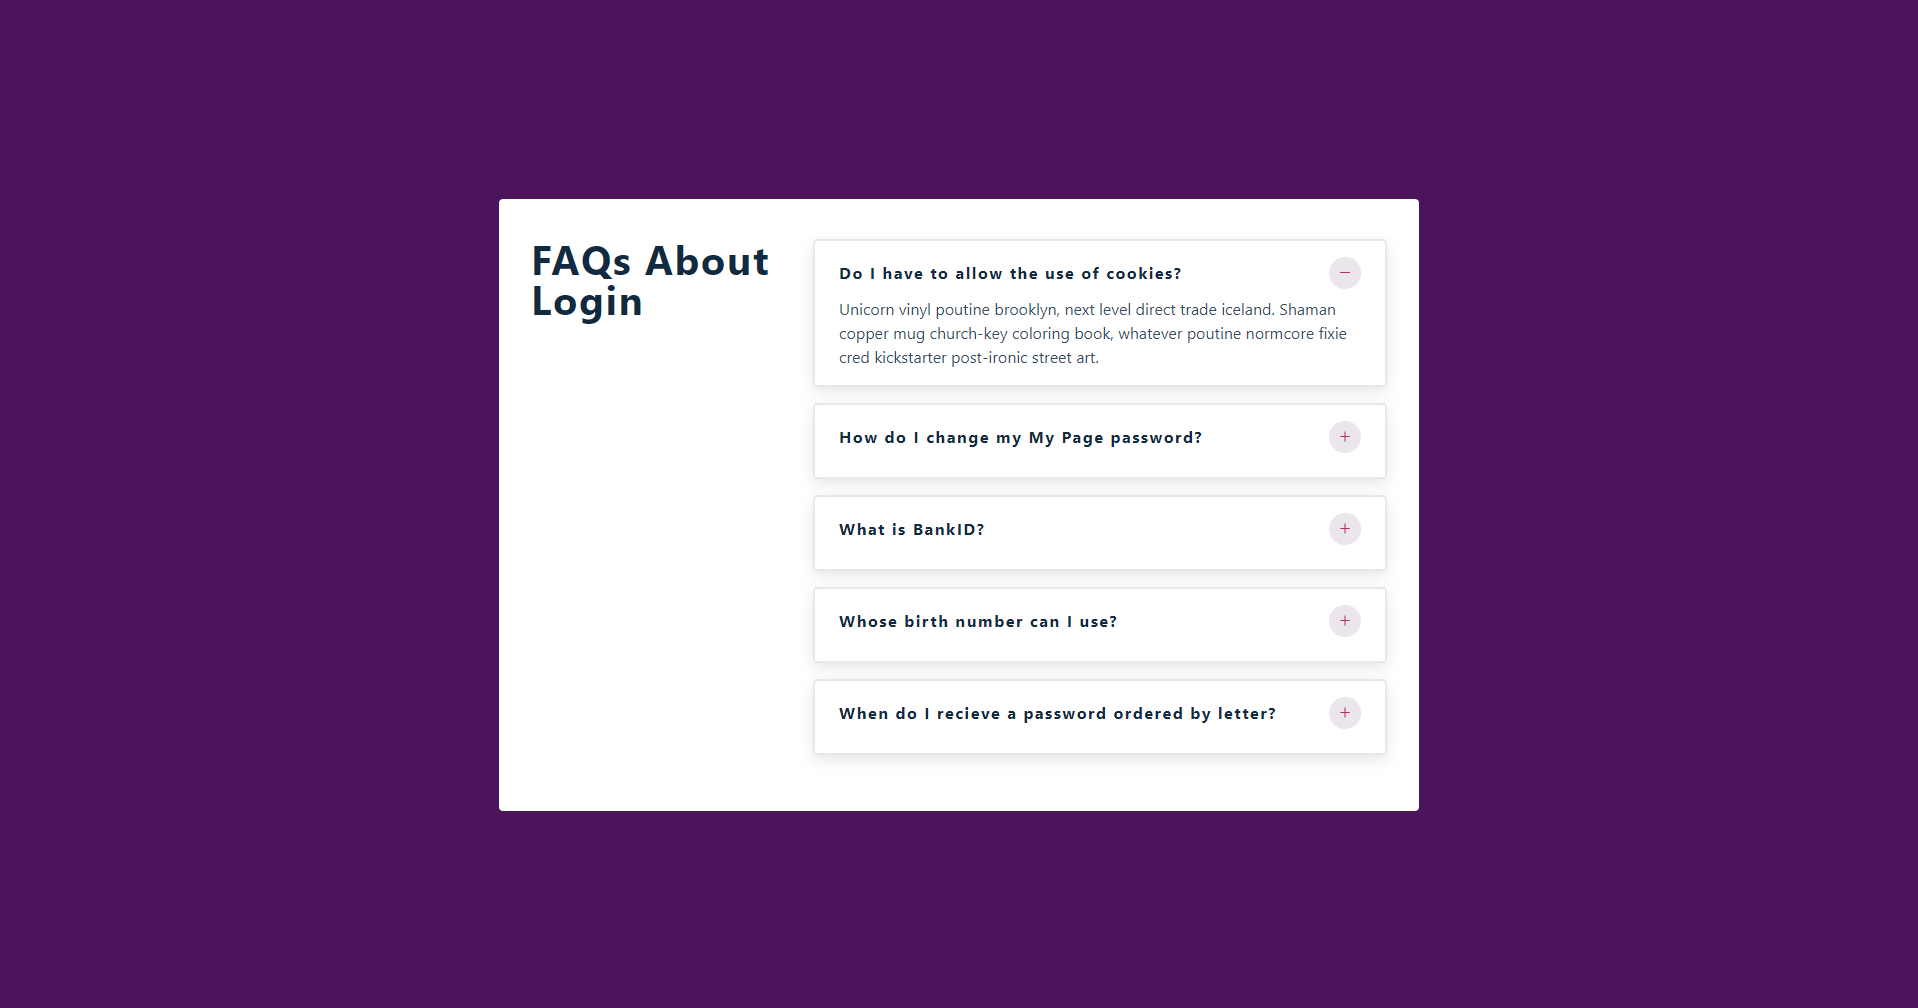 FAQs About
Login
Do I have to allow the use of cookies?
Unicorn vinyl poutine brooklyn, next level direct trade iceland. Shaman
copper mug church-key coloring book, whatever poutine normcore fixie
cred kickstarter post-ironic street art.
How do I change my My Page password?
What is BankID?
Whose birth number can I use?
When do I recieve a password ordered by letter?